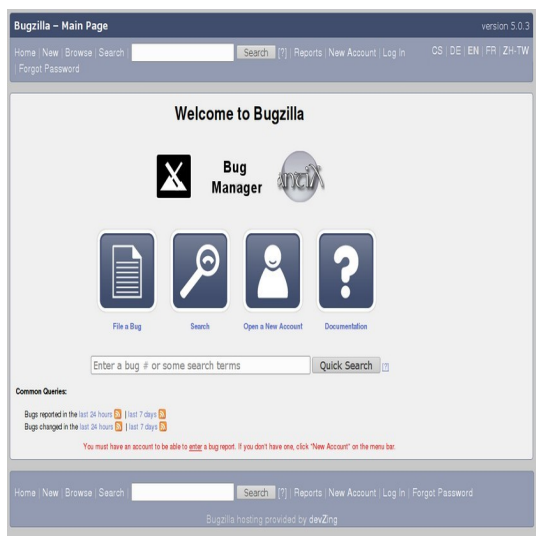 Bugzilla – Main Page version 5.0.3
Home | New | Browse | Search | Search [?] | Reports | New Account | Log In CS | DE | EN | FR | ZH-TW
| Forgot Password
Welcome to Bugzilla
Bug
Manager
antiX
File a Bug Search Open a New Account Documentation
Enter a bug # or some search terms Quick Search [?]
Common Queries:
Bugs reported in the last 24 hours | last 7 days
Bugs changed in the last 24 hours | last 7 days
You must have an account to be able to enter a bug report. If you don't have one, click "New Account" on the menu bar.
Home | New | Browse | Search | Search [?] | Reports | New Account | Log In | Forgot Password
Bugzilla hosting provided by devZing